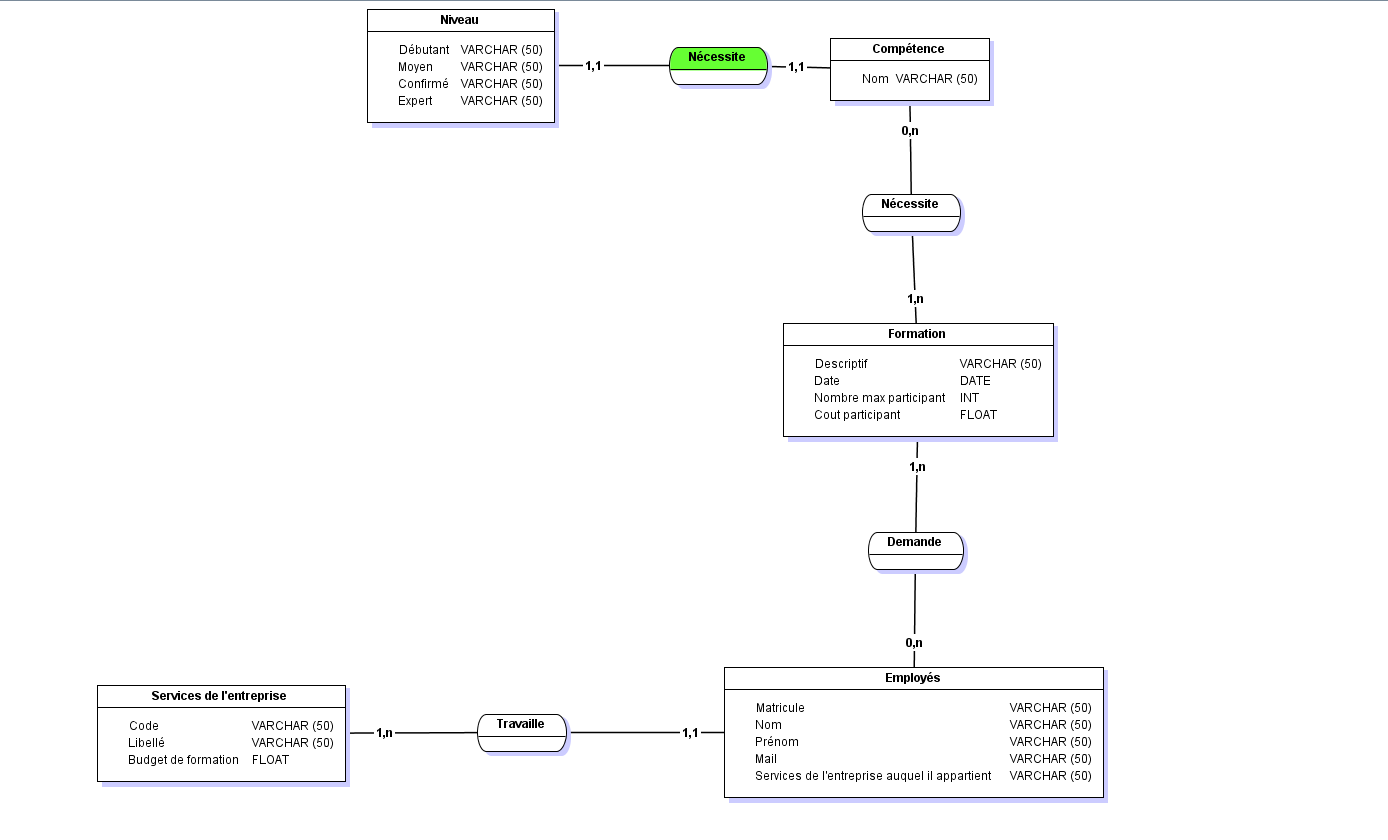 Niveau
Débutant VARCHAR (50)
Moyen VARCHAR (50)
Confirmé VARCHAR (50)
Expert VARCHAR (50)
1,1
Nécessite
1,1
Compétence
Nom VARCHAR (50)
0,n
Nécessite
1,n
Formation
Descriptif VARCHAR (50)
Date DATE
Nombre max participant INT
Cout participant FLOAT
1,n
Demande
0,n
Services de l'entreprise
Code VARCHAR (50)
Libellé VARCHAR (50)
Budget de formation FLOAT
1,n
Travaille
1,1
Employés
Matricule VARCHAR (50)
Nom VARCHAR (50)
Prénom VARCHAR (50)
Mail VARCHAR (50)
Services de l'entreprise auquel il appartient VARCHAR (50)